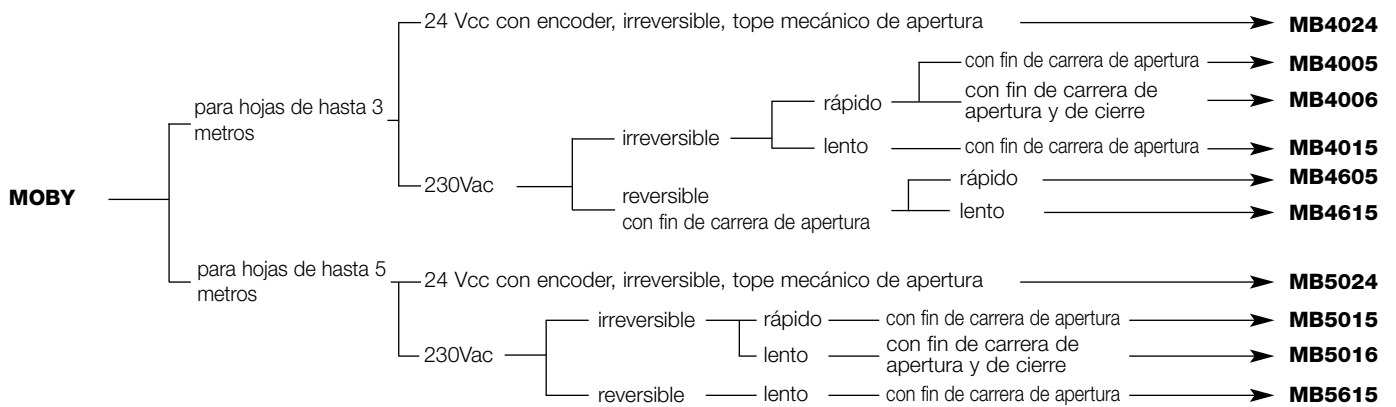 24 Vcc con encoder, irreversible, tope mecánico de apertura MB4024
con fin de carrera de apertura MB4005
para hojas de hasta 3
metros
rápido
con fin de carrera de
apertura y de cierre
MB4006
irreversible
lento con fin de carrera de apertura MB4015
MOBY
230Vac
reversible
con fin de carrera de apertura
rápido MB4605
lento MB4615
para hojas de hasta 5
metros
24 Vcc con encoder, irreversible, tope mecánico de apertura MB5024
irreversible rápido con fin de carrera de apertura MB5015
230Vac
lento
con fin de carrera de
apertura y de cierre
MB5016
reversible lento con fin de carrera de apertura MB5615